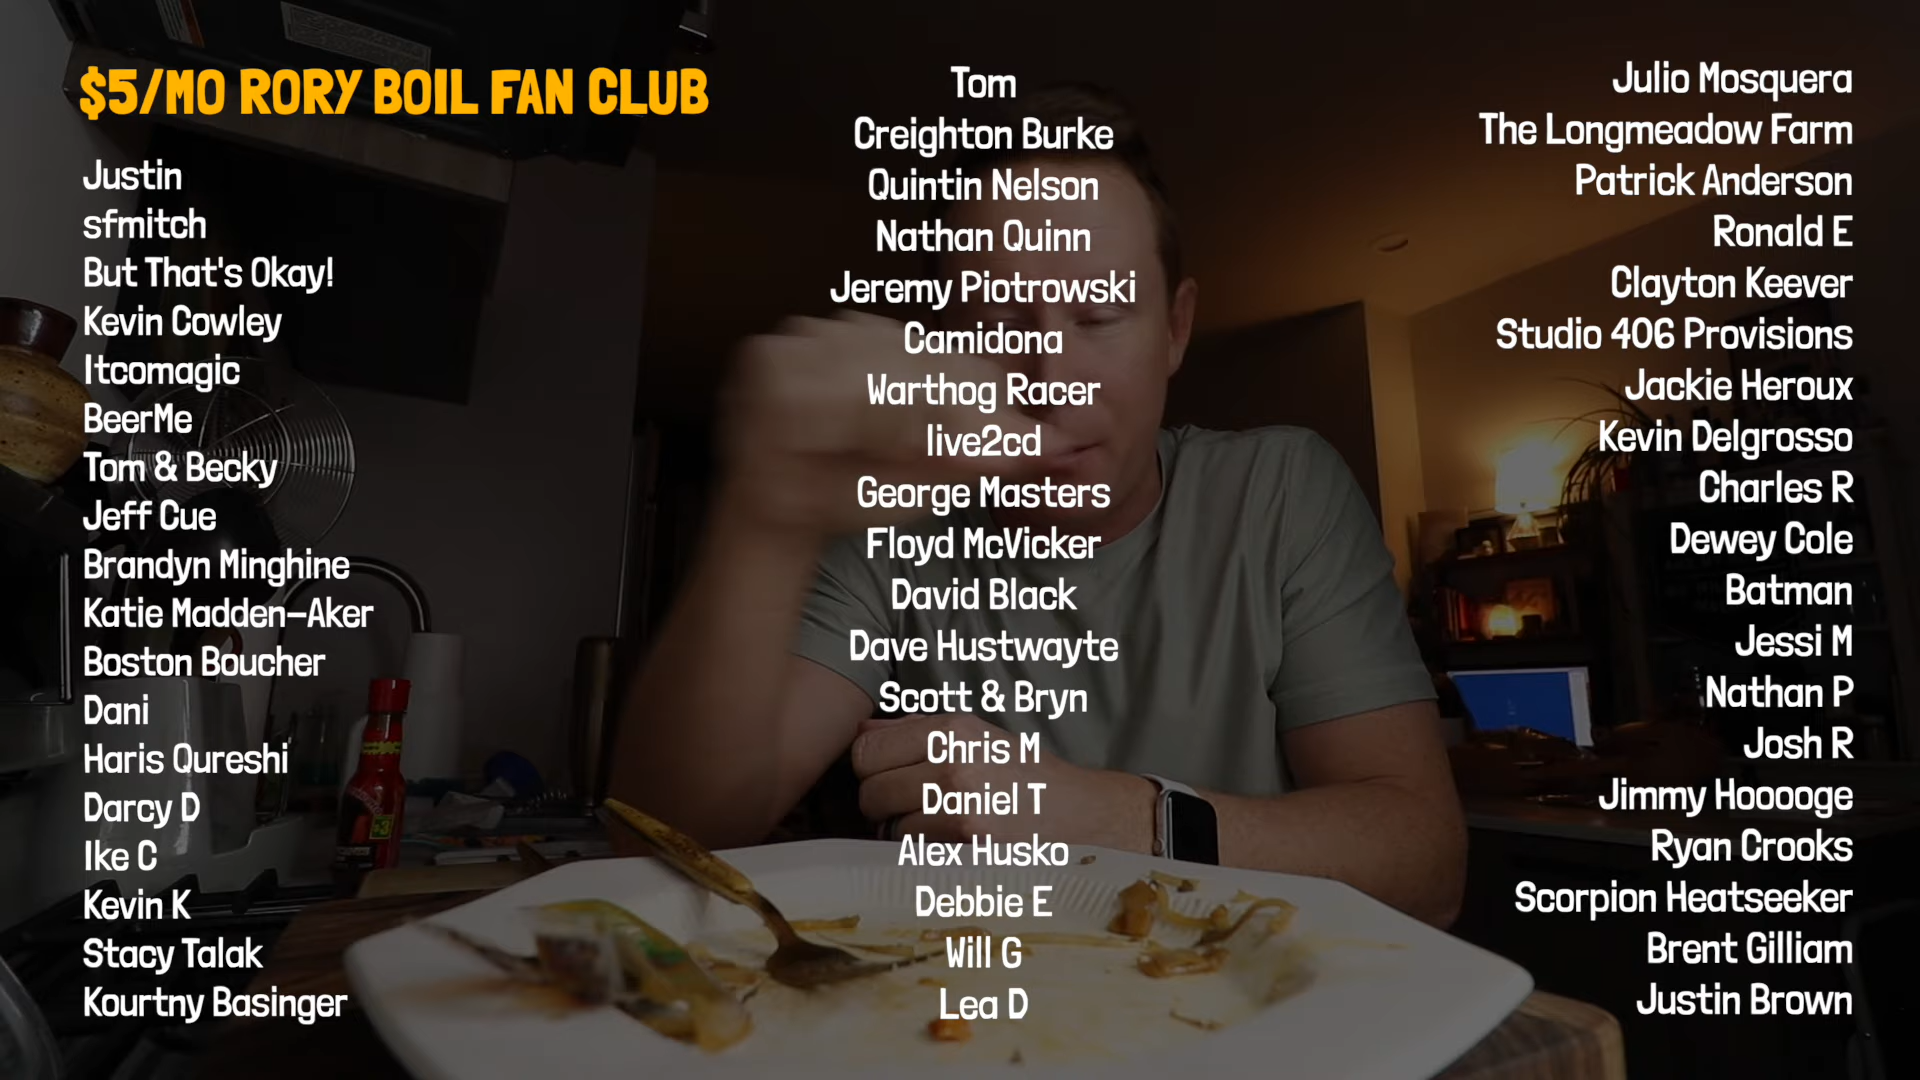 $5/MO RORY BOIL FAN CLUB
Justin
sfmitch
But That's Okay!
Kevin Cowley
Itcomagic
BeerMe
Tom & Becky
Jeff Cue
Brandyn Minghine
Katie Madden-Aker
Boston Boucher
Dani
Haris Qureshi
Darcy D
Ike C
Kevin K
Stacy Talak
Kourtny Basinger
Tom
Creighton Burke
Quintin Nelson
Nathan Quinn
Jeremy Piotrowski
Camidona
Warthog Racer
live2cd
George Masters
Floyd McVicker
David Black
Dave Hustwayte
Scott & Bryn
Chris M
Daniel T
Alex Husko
Debbie E
Will G
Lea D
Julio Mosquera
The Longmeadow Farm
Patrick Anderson
Ronald E
Clayton Keever
Studio 406 Provisions
Jackie Heroux
Kevin Delgrosso
Charles R
Dewey Cole
Batman
Jessi M
Nathan P
Josh R
Jimmy Hooooge
Ryan Crooks
Scorpion Heatseeker
Brent Gilliam
Justin Brown